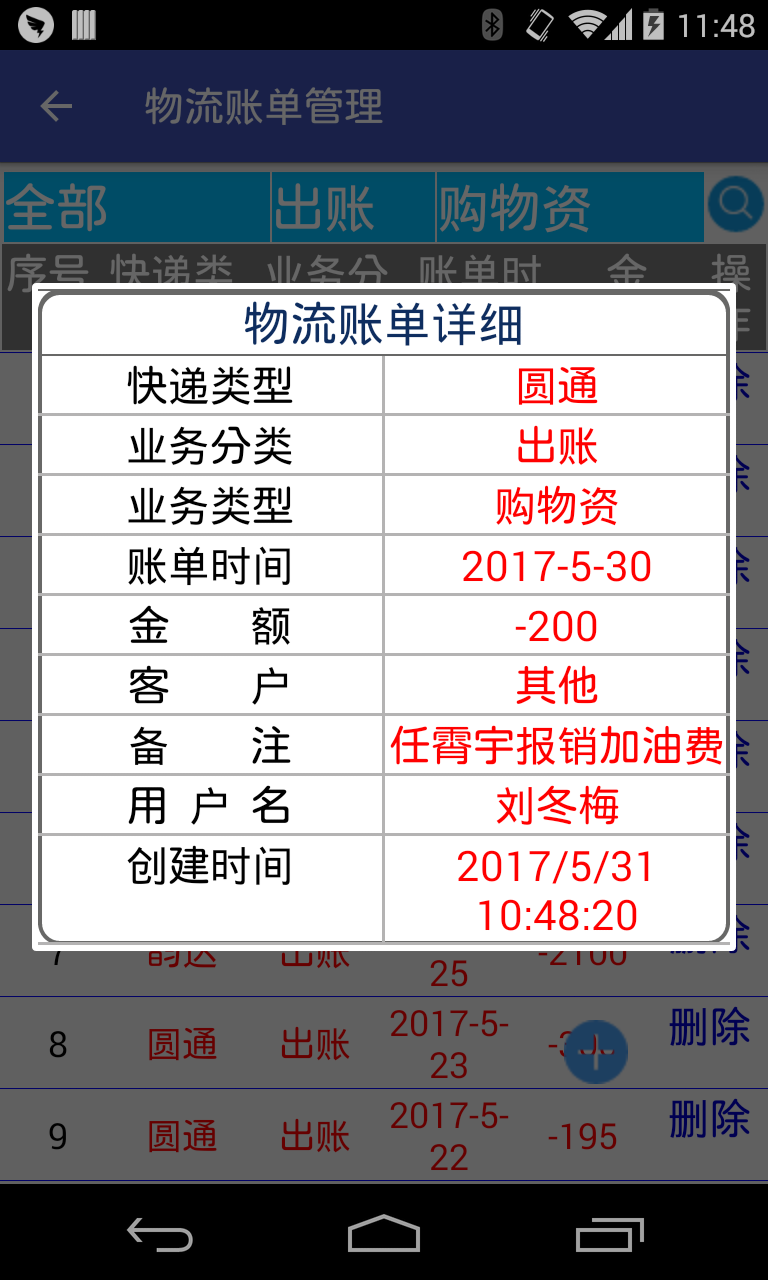 11:48
物流账单管理
全部 出账 购物资
序号 快递类 业务分 账单时 金 操
物流账单详细
快递类型 圆通
业务分类 出账
业务类型 购物资
账单时间 2017-5-30
金 额 -200
客 户 其他
备 注 任霄宇报销加油费
用 户 名 刘冬梅
创建时间 2017/5/31
10:48:20
7 韵达 出账 25 -2100 删除
8 圆通 出账 2017-5-23 删除
9 圆通 出账 2017-5-22 -195 删除